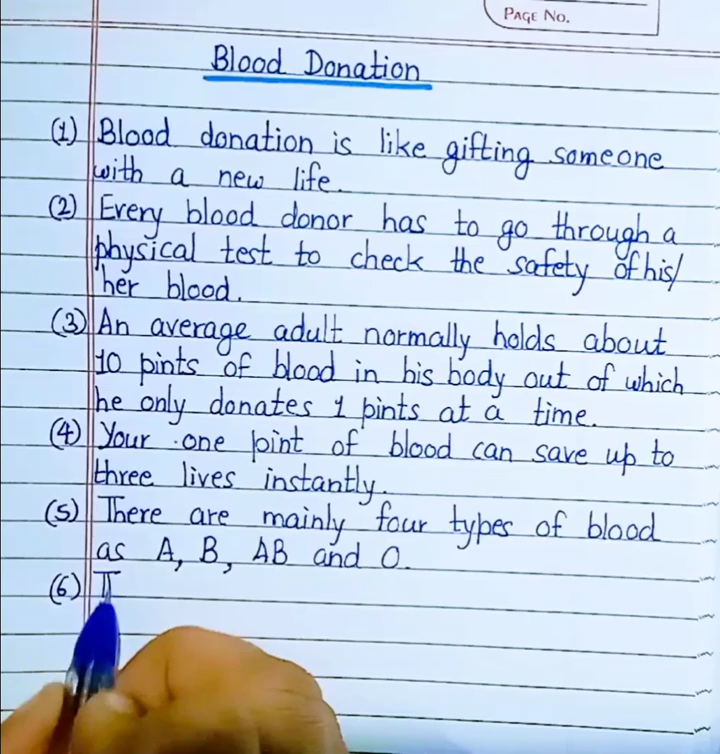 PAGE NO.
Blood Donation
(1) Blood donation is like gifting someone
with a new life.
(2) Every blood donor has to go through a
physical test to check the safety of his/
her blood.
(3) An average adult normally holds about
10 pints of blood in his body out of which
he only donates 1 pints at a time.
(4) Your one point of blood can save up to
three lives instantly.
(5) There are mainly four types of blood
as A, B, AB and O.
(6) T